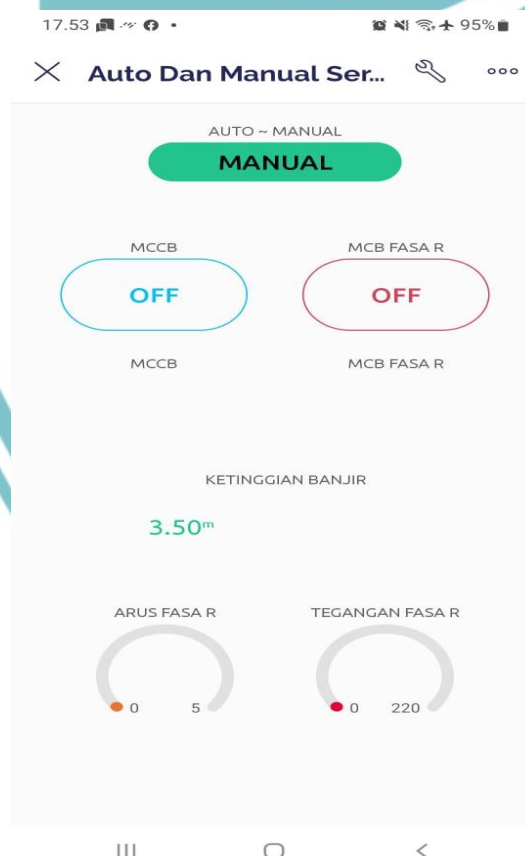 17.53 95%
Auto Dan Manual Ser...
AUTO ~ MANUAL
MANUAL
MCCB MCB FASA R
OFF OFF
MCCB MCB FASA R
KETINGGIAN BANJIR
3.50m
ARUS FASA R TEGANGAN FASA R
0 5 0 220